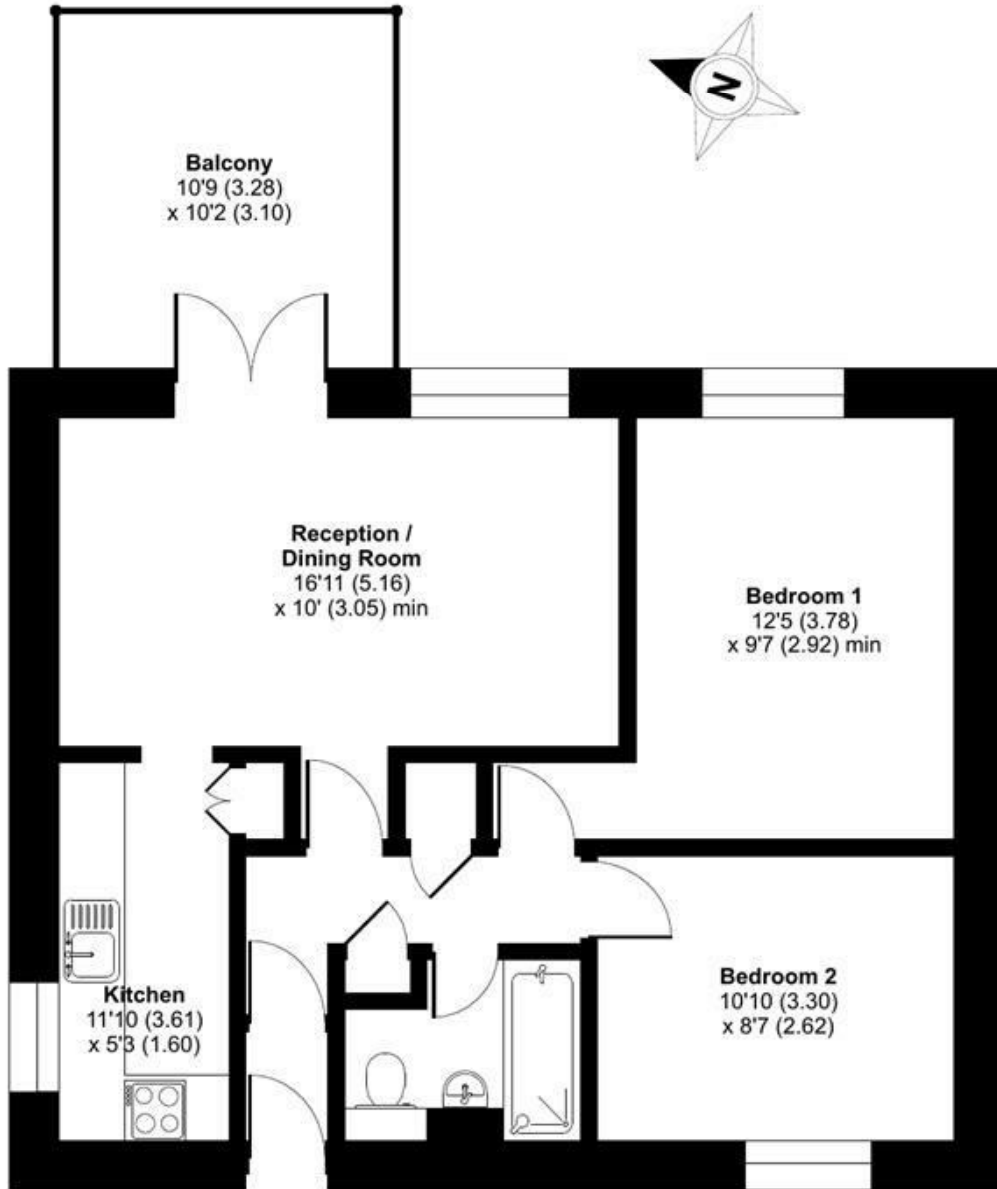 N
Balcony
10'9 (3.28)
x 10'2 (3.10)
Reception /
Dining Room
16'11 (5.16)
x 10' (3.05) min
Bedroom 1
12'5 (3.78)
x 9'7 (2.92) min
Kitchen
11'10 (3.61)
x 5'3 (1.60)
Bedroom 2
10'10 (3.30)
x 8'7 (2.62)